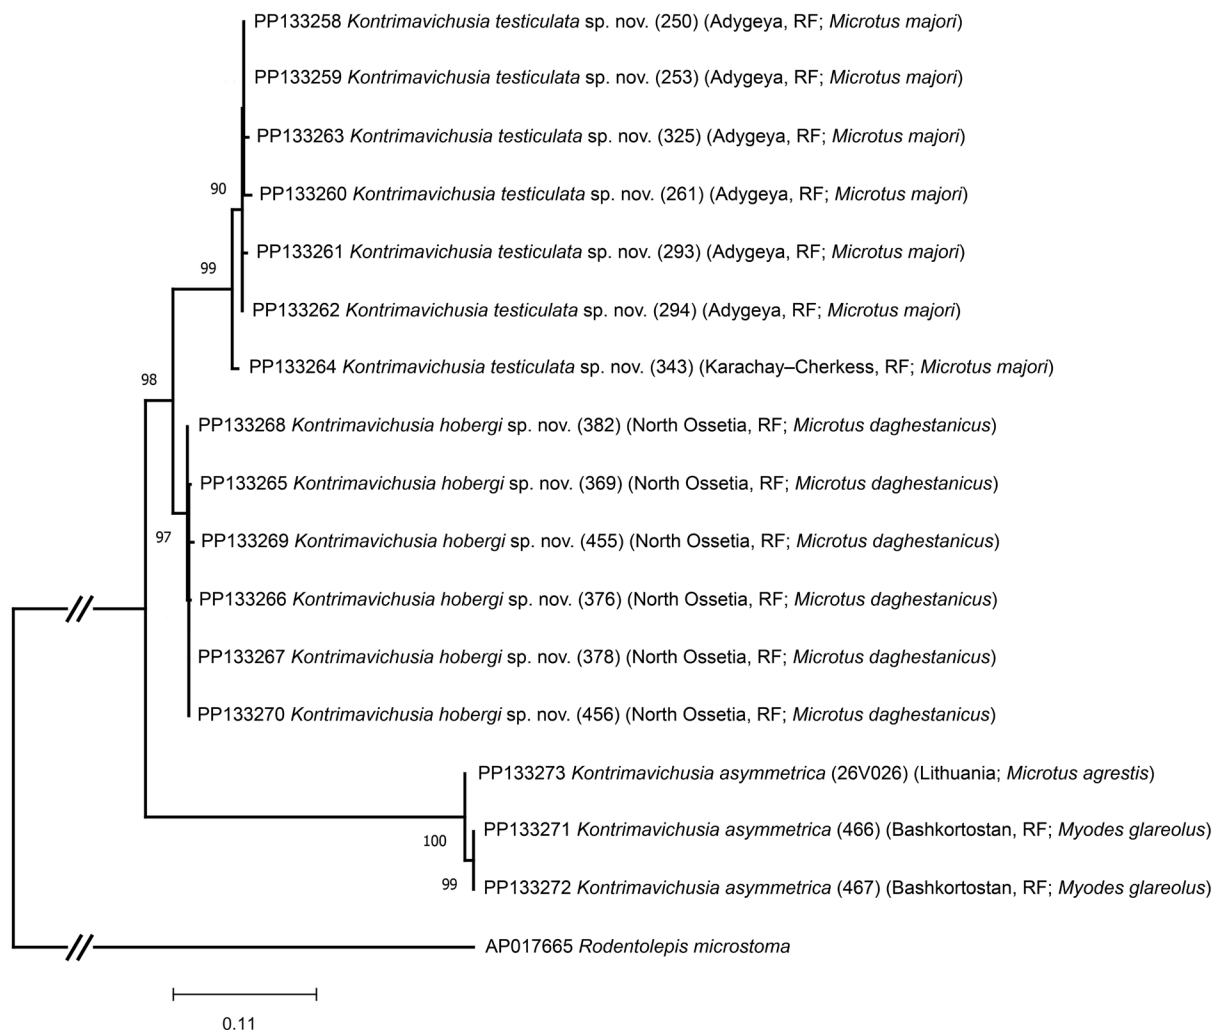 PP133258 Kontrimavichusia testiculata sp. nov. (250) (Adygeya, RF; Microtus majori)
PP133259 Kontrimavichusia testiculata sp. nov. (253) (Adygeya, RF; Microtus majori)
PP133263 Kontrimavichusia testiculata sp. nov. (325) (Adygeya, RF; Microtus majori)
90
PP133260 Kontrimavichusia testiculata sp. nov. (261) (Adygeya, RF; Microtus majori)
PP133261 Kontrimavichusia testiculata sp. nov. (293) (Adygeya, RF; Microtus majori)
99
PP133262 Kontrimavichusia testiculata sp. nov. (294) (Adygeya, RF; Microtus majori)
PP133264 Kontrimavichusia testiculata sp. nov. (343) (Karachay–Cherkess, RF; Microtus majori)
98
PP133268 Kontrimavichusia hobergi sp. nov. (382) (North Ossetia, RF; Microtus daghestanicus)
PP133265 Kontrimavichusia hobergi sp. nov. (369) (North Ossetia, RF; Microtus daghestanicus)
97
PP133269 Kontrimavichusia hobergi sp. nov. (455) (North Ossetia, RF; Microtus daghestanicus)
PP133266 Kontrimavichusia hobergi sp. nov. (376) (North Ossetia, RF; Microtus daghestanicus)
PP133267 Kontrimavichusia hobergi sp. nov. (378) (North Ossetia, RF; Microtus daghestanicus)
PP133270 Kontrimavichusia hobergi sp. nov. (456) (North Ossetia, RF; Microtus daghestanicus)
PP133273 Kontrimavichusia asymmetrica (26V026) (Lithuania; Microtus agrestis)
PP133271 Kontrimavichusia asymmetrica (466) (Bashkortostan, RF; Myodes glareolus)
100
99
PP133272 Kontrimavichusia asymmetrica (467) (Bashkortostan, RF; Myodes glareolus)
AP017665 Rodentolepis microstoma
0.11